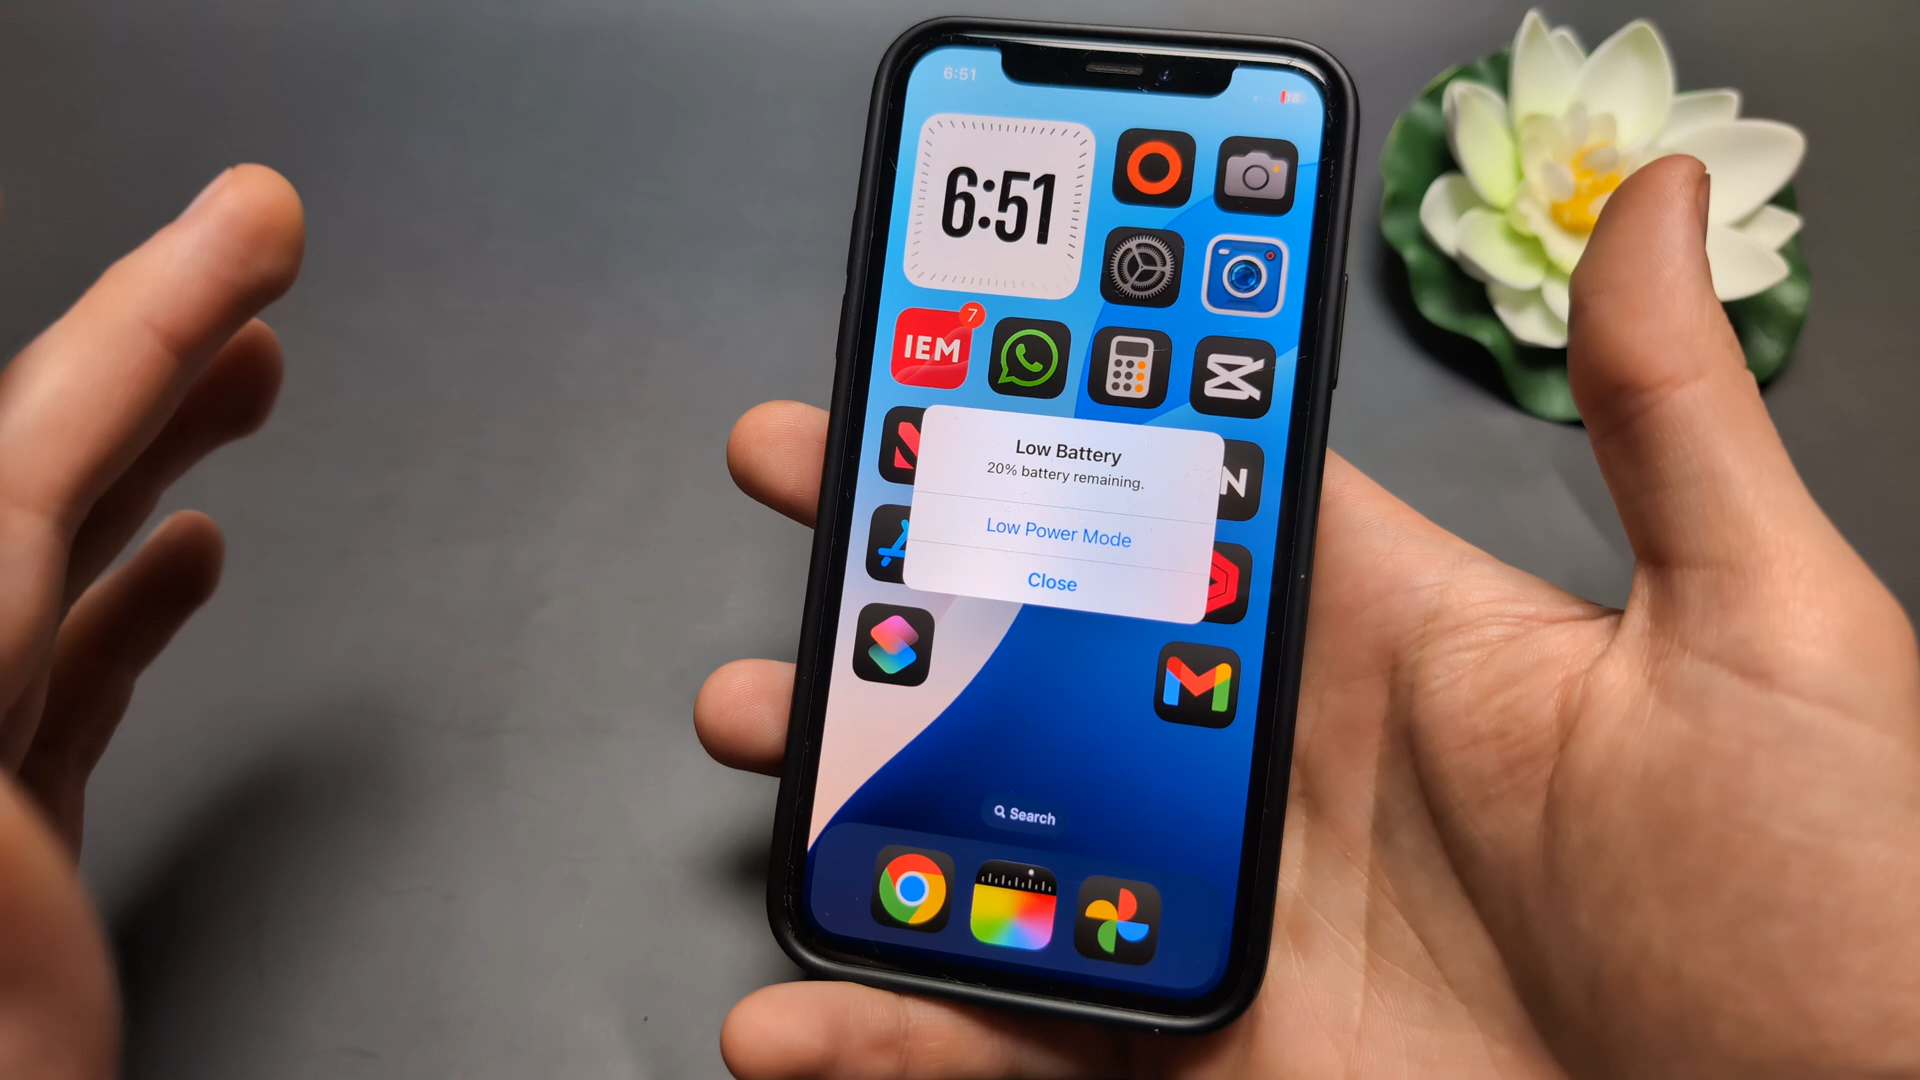 6:51
6:51
7
IEM
Low Battery
20% battery remaining.
N
Low Power Mode
Close
Search